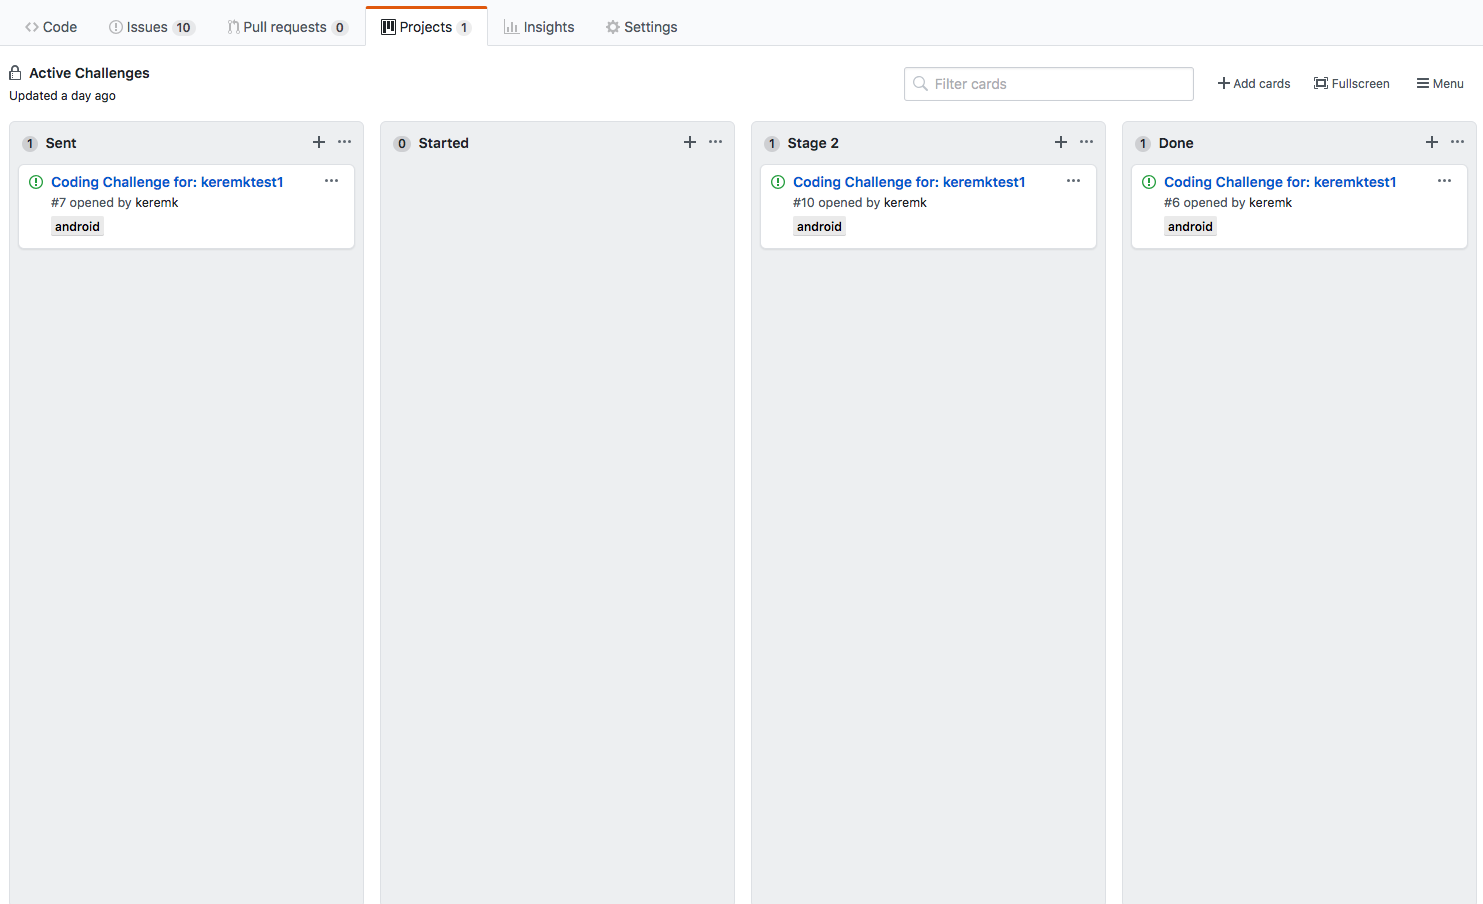 Code Issues 10 Pull requests 0 Projects 1 Insights Settings
Active Challenges
Updated a day ago
Filter cards
Add cards Fullscreen Menu
1 Sent
Coding Challenge for: keremktest1
#7 opened by keremk
android
0 Started
1 Stage 2
Coding Challenge for: keremktest1
#10 opened by keremk
android
1 Done
Coding Challenge for: keremktest1
#6 opened by keremk
android